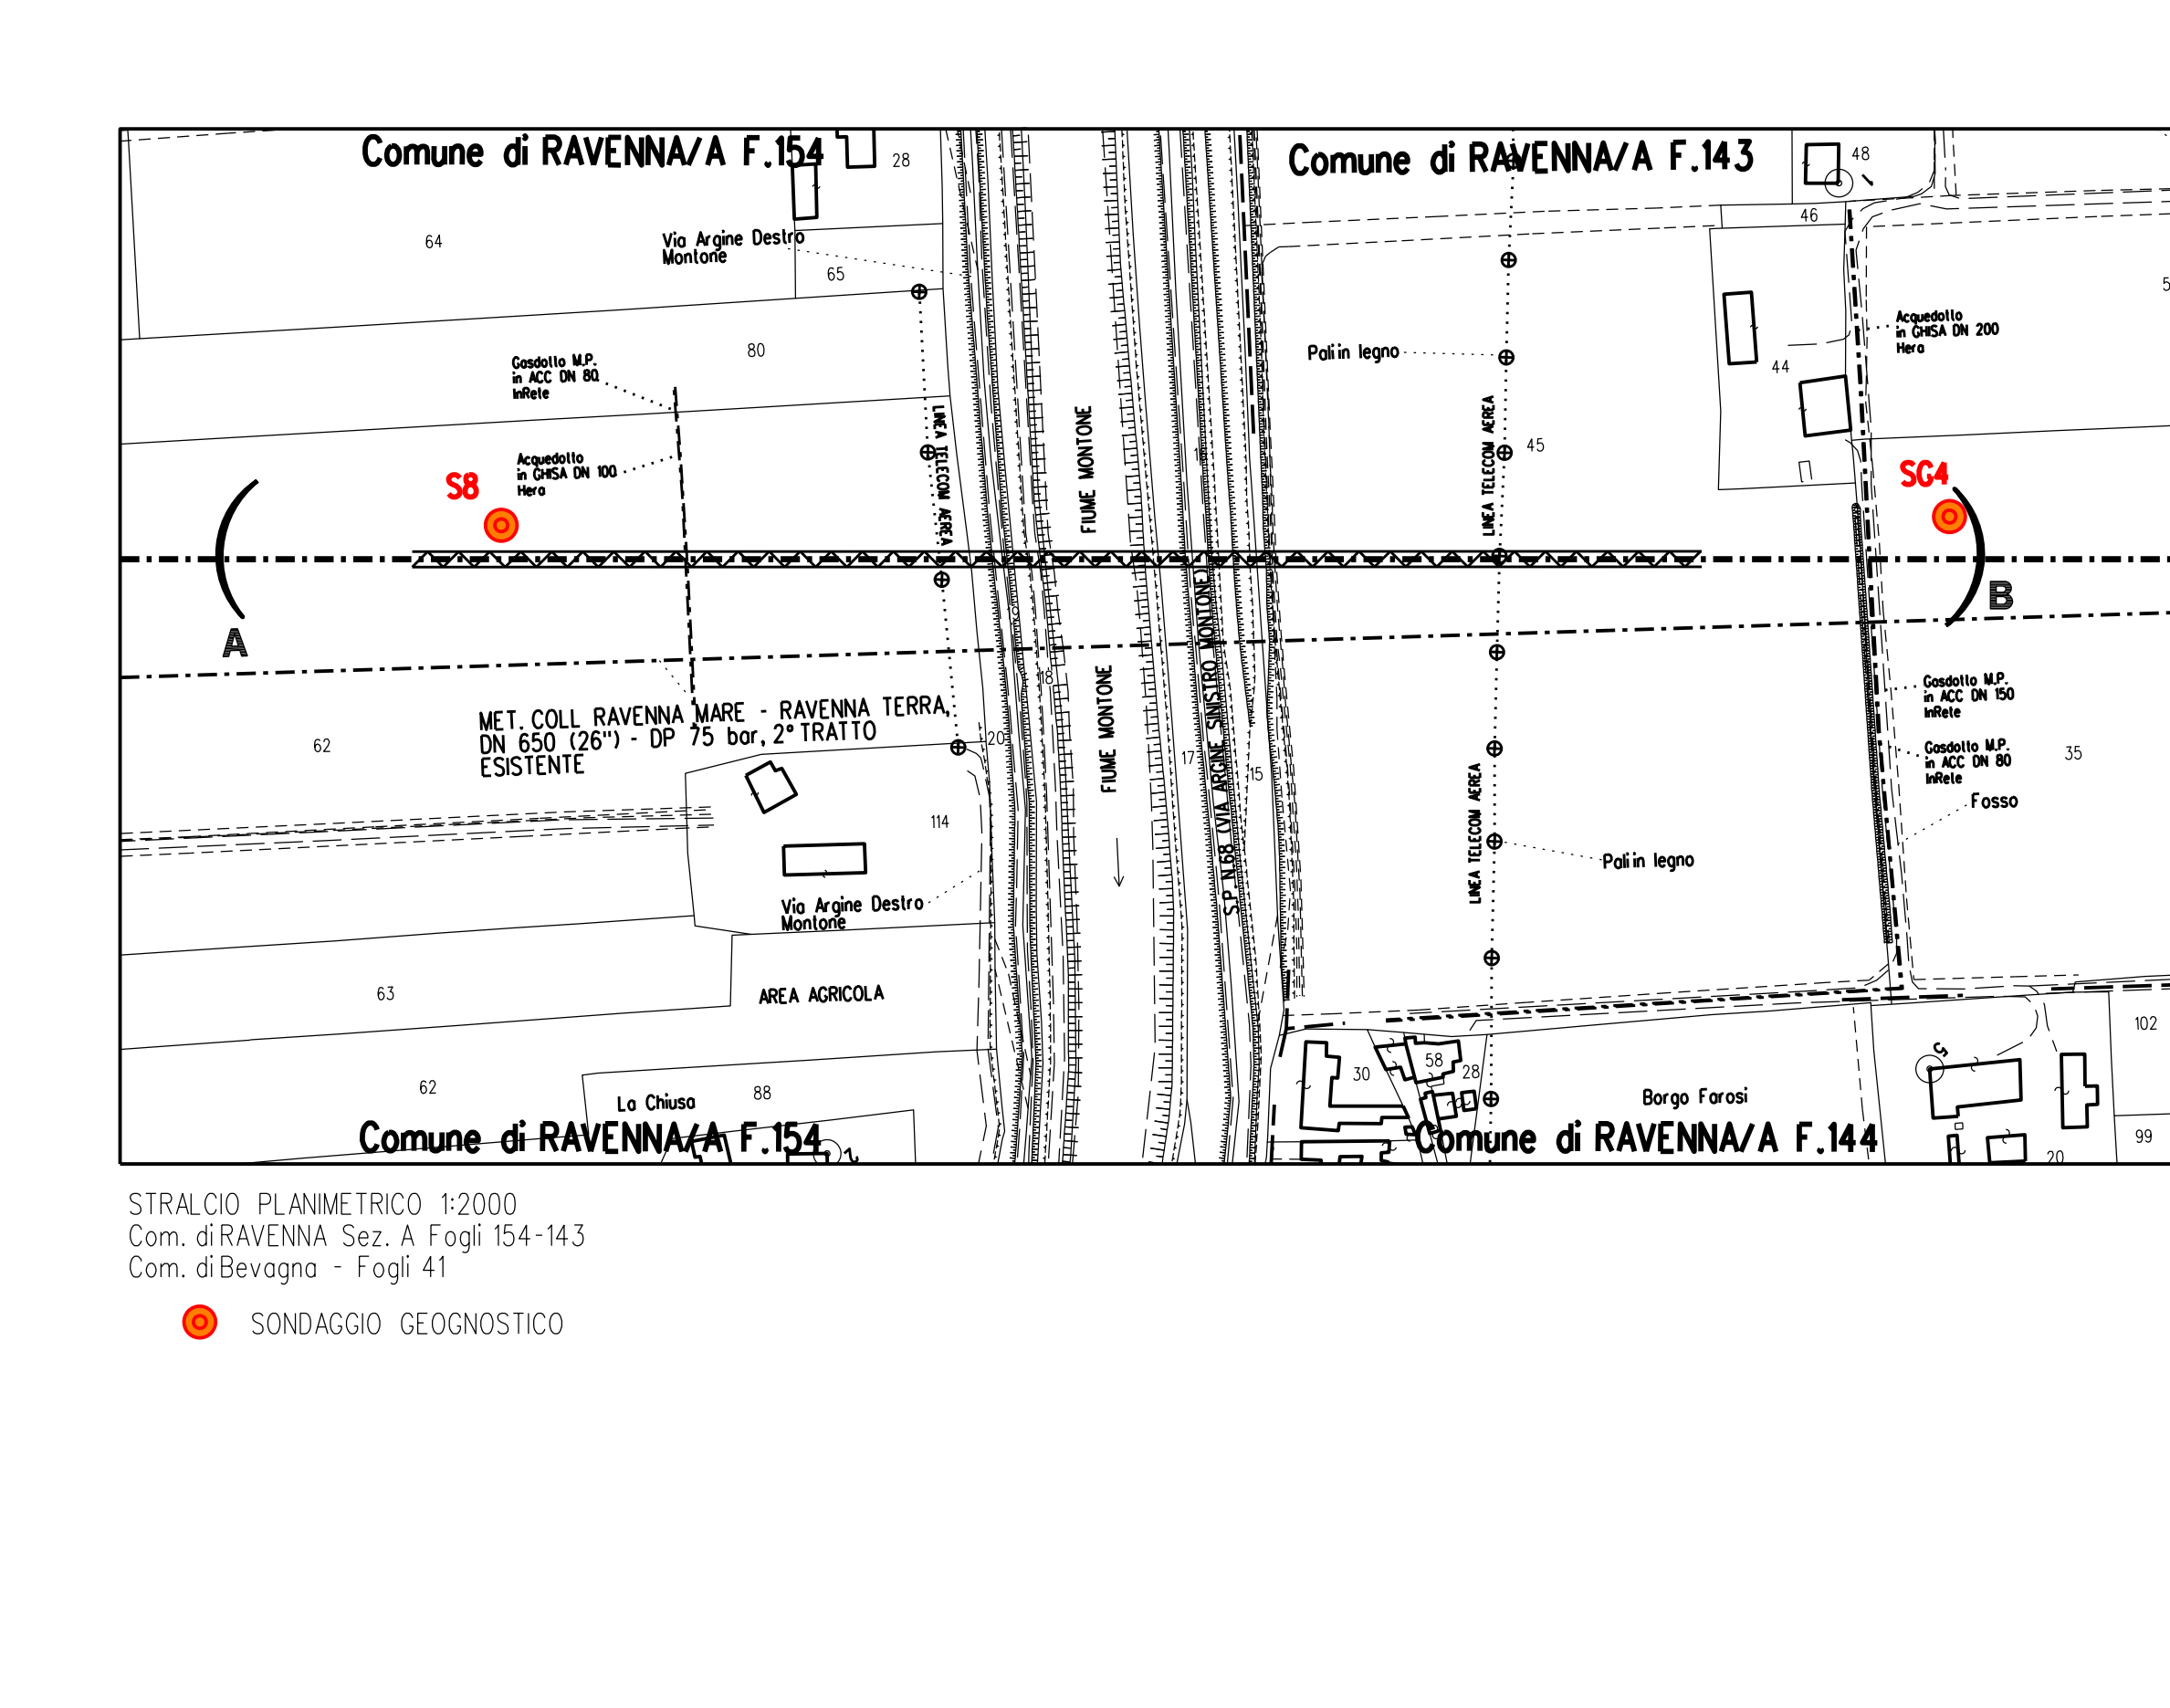 Comune di RAVENNA/A F.154
28
Comune di RAVENNA/A F.143
48
46
64
Via Argine Destro
Montone
65
80
Gasdotto M.P.
in ACC DN 80
InRete
Acquedotto
in GHISA DN 100
Hera
S8
LINEA TELECOM AEREA
FIUME MONTONE
Pali in legno
LINEA TELECOM AEREA
45
44
Acquedotto
in GHISA DN 200
Hera
SG4
A
B
MET. COLL RAVENNA MARE - RAVENNA TERRA,
DN 650 (26") - DP 75 bar, 2° TRATTO
ESISTENTE
62
20
18
FIUME MONTONE
17
S.P. N.68 (VIA ARGINE SINISTRO MONTONE)
15
LINEA TELECOM AEREA
Pali in legno
Gasdotto M.P.
in ACC DN 150
InRete
Gasdotto M.P.
in ACC DN 80
InRete
35
Fosso
114
Via Argine Destro
Montone
63
AREA AGRICOLA
62
La Chiusa
88
30
58
28
Borgo Farosi
102
99
20
Comune di RAVENNA/A F.154
Comune di RAVENNA/A F.144
STRALCIO PLANIMETRICO 1:2000
Com. di RAVENNA Sez. A Fogli 154-143
Com. di Bevagna - Fogli 41
SONDAGGIO GEOGNOSTICO